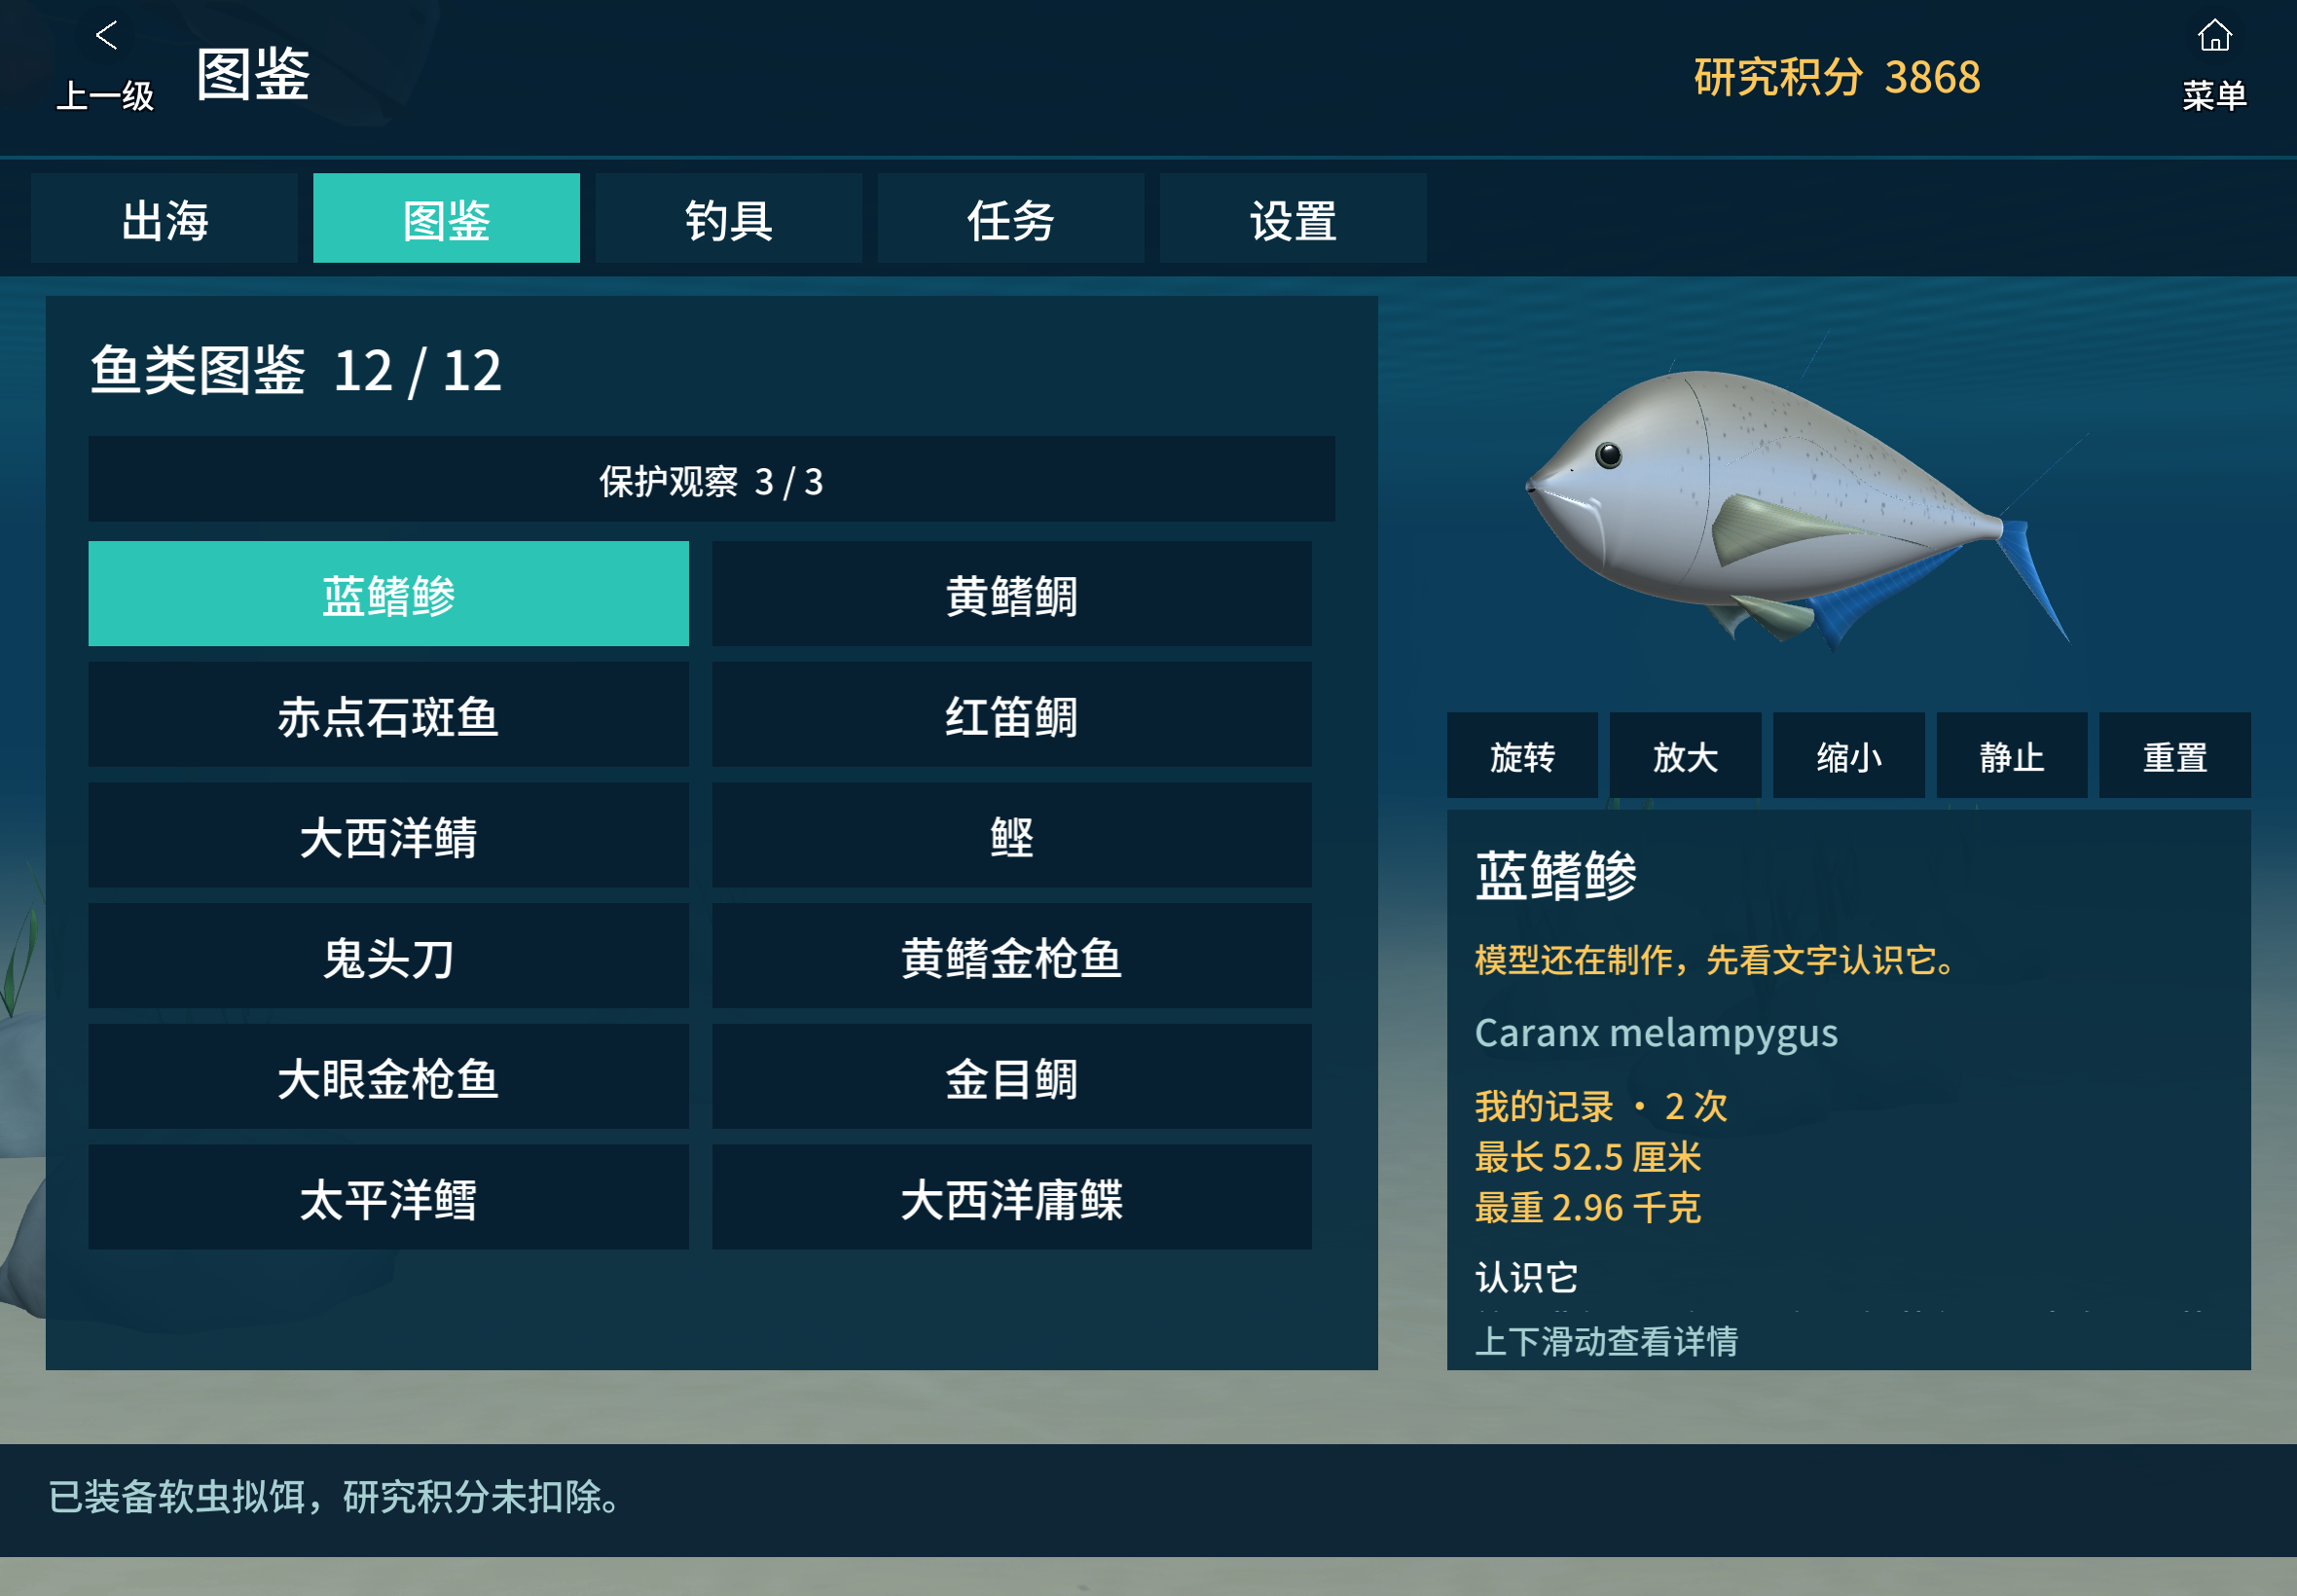 上一级
图鉴
研究积分 3868
菜单
出海
图鉴
钓具
任务
设置
鱼类图鉴 12 / 12
保护观察 3 / 3
蓝鳍鲹
黄鳍鲷
赤点石斑鱼
红笛鲷
大西洋鲭
鲣
鬼头刀
黄鳍金枪鱼
大眼金枪鱼
金目鲷
太平洋鳕
大西洋庸鲽
旋转
放大
缩小
静止
重置
蓝鳍鲹
模型还在制作，先看文字认识它。
Caranx melampygus
我的记录 · 2 次
最长 52.5 厘米
最重 2.96 千克
认识它
上下滑动查看详情
已装备软虫拟饵，研究积分未扣除。